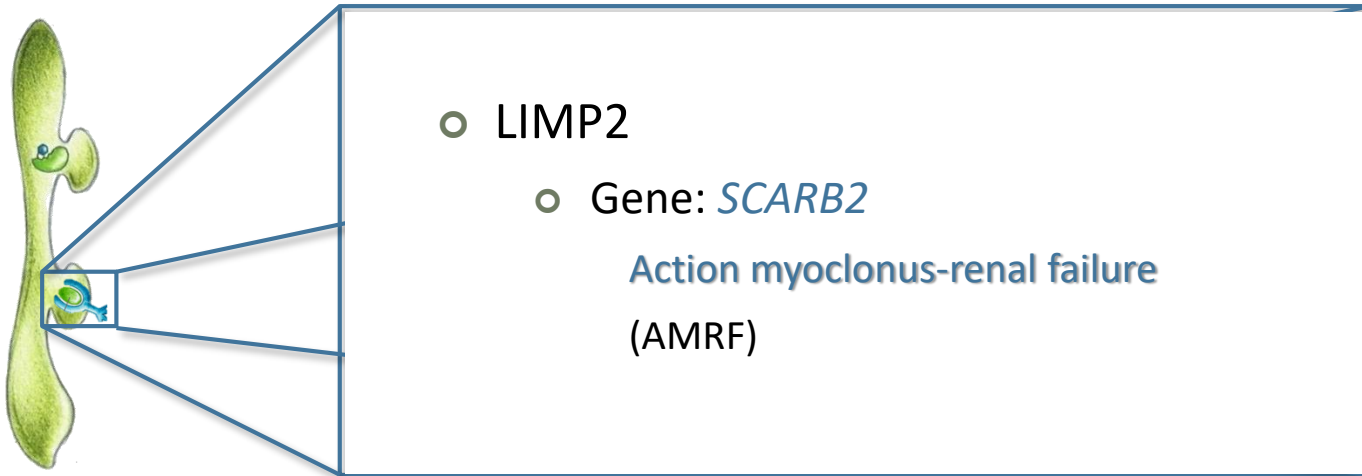 LIMP2
Gene: SCARB2
Action myoclonus-renal failure
(AMRF)